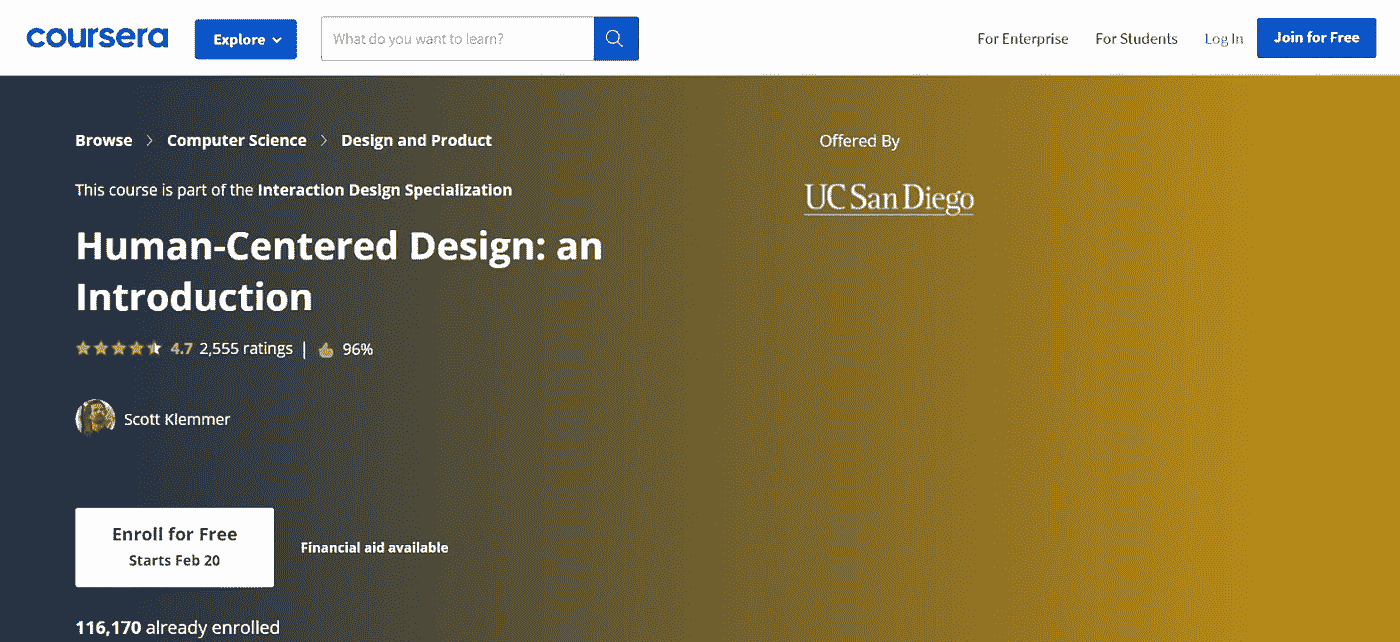 coursera Explore What do you want to learn? For Enterprise For Students Log In Join for Free
Browse > Computer Science > Design and Product
Offered By
This course is part of the Interaction Design Specialization
UC San Diego
Human-Centered Design: an
Introduction
4.7 2,555 ratings | 96%
Scott Klemmer
Enroll for Free
Starts Feb 20
Financial aid available
116,170 already enrolled